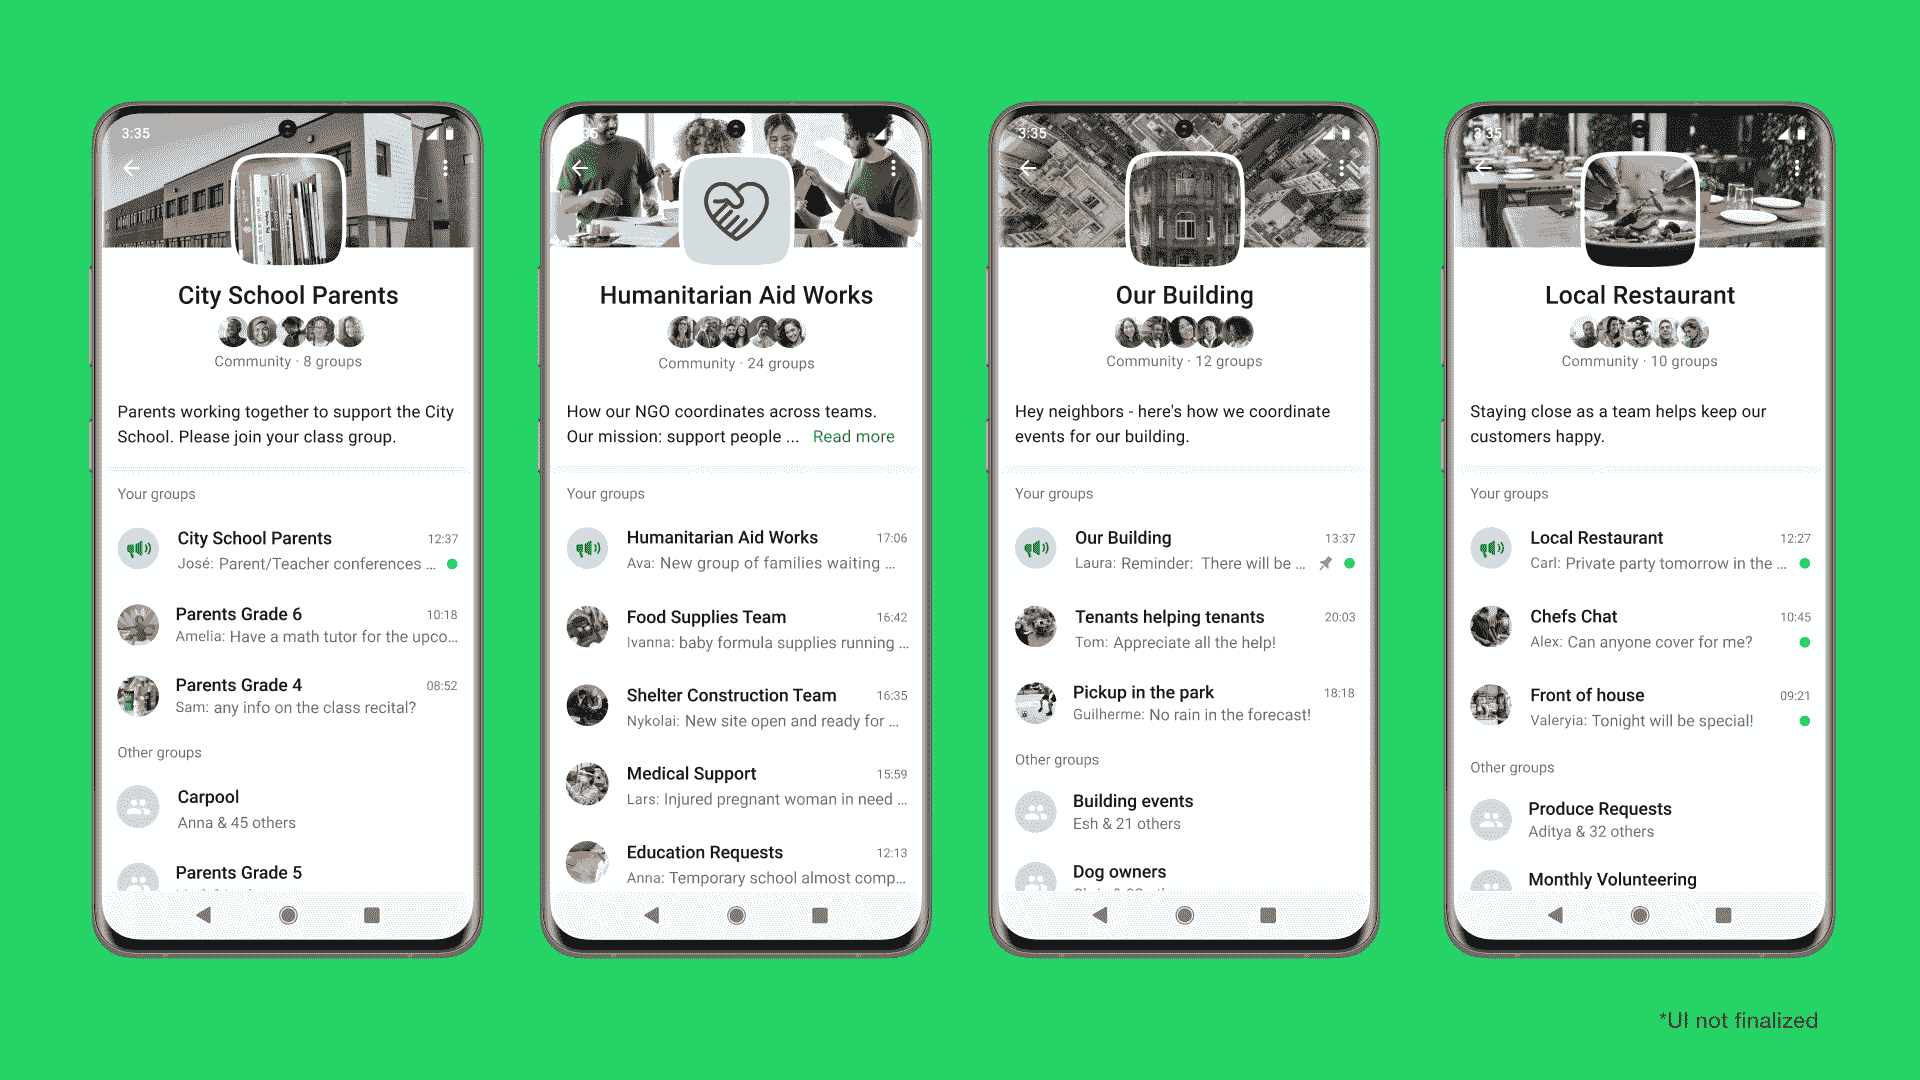 3:35
City School Parents
Community · 8 groups
Parents working together to support the City
School. Please join your class group.
Your groups
City School Parents 12:37
José: Parent/Teacher conferences ...
Parents Grade 6 10:18
Amelia: Have a math tutor for the upco...
Parents Grade 4 08:52
Sam: any info on the class recital?
Other groups
Carpool
Anna & 45 others
Parents Grade 5
3:35
Humanitarian Aid Works
Community · 24 groups
How our NGO coordinates across teams.
Our mission: support people ... Read more
Your groups
Humanitarian Aid Works 17:06
Ava: New group of families waiting ...
Food Supplies Team 16:42
Ivanna: baby formula supplies running ...
Shelter Construction Team 16:35
Nykolai: New site open and ready for ...
Medical Support 15:59
Lars: Injured pregnant woman in need ...
Education Requests 12:13
Anna: Temporary school almost comp...
3:35
Our Building
Community · 12 groups
Hey neighbors - here's how we coordinate
events for our building.
Your groups
Our Building 13:37
Laura: Reminder: There will be ...
Tenants helping tenants 20:03
Tom: Appreciate all the help!
Pickup in the park 18:18
Guilherme: No rain in the forecast!
Other groups
Building events
Esh & 21 others
Dog owners
3:35
Local Restaurant
Community · 10 groups
Staying close as a team helps keep our
customers happy.
Your groups
Local Restaurant 12:27
Carl: Private party tomorrow in the ...
Chefs Chat 10:45
Alex: Can anyone cover for me?
Front of house 09:21
Valeryia: Tonight will be special!
Other groups
Produce Requests
Aditya & 32 others
Monthly Volunteering
*UI not finalized